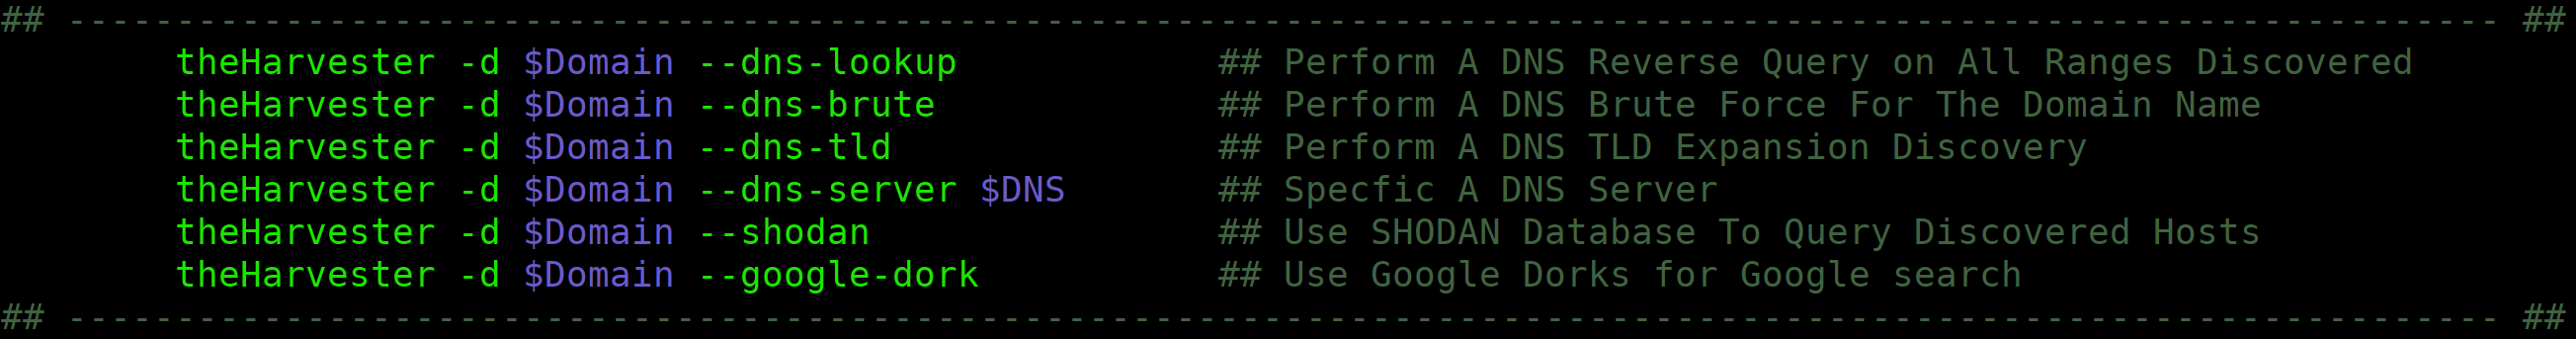 ## ---------------------------------------------------------------------------------------------------------------- ##
theHarvester -d $Domain --dns-lookup ## Perform A DNS Reverse Query on All Ranges Discovered
theHarvester -d $Domain --dns-brute ## Perform A DNS Brute Force For The Domain Name
theHarvester -d $Domain --dns-tld ## Perform A DNS TLD Expansion Discovery
theHarvester -d $Domain --dns-server $DNS ## Specfic A DNS Server
theHarvester -d $Domain --shodan ## Use SHODAN Database To Query Discovered Hosts
theHarvester -d $Domain --google-dork ## Use Google Dorks for Google search
## ---------------------------------------------------------------------------------------------------------------- ##